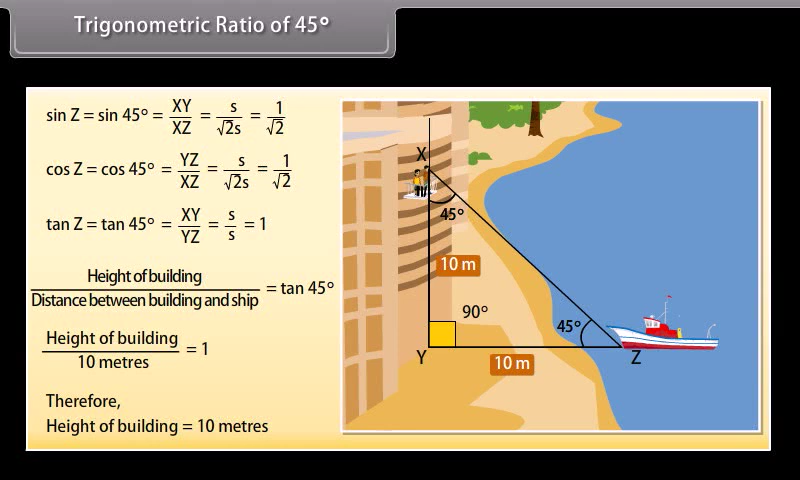 Trigonometric Ratio of 45°
sin Z = sin 45° = XY/XZ = s/√2s = 1/√2
cos Z = cos 45° = YZ/XZ = s/√2s = 1/√2
tan Z = tan 45° = XY/YZ = s/s = 1
Height of building
Distance between building and ship = tan 45°
Height of building
10 metres = 1
Therefore,
Height of building = 10 metres
X
45°
10 m
90°
45°
Y
10 m
Z